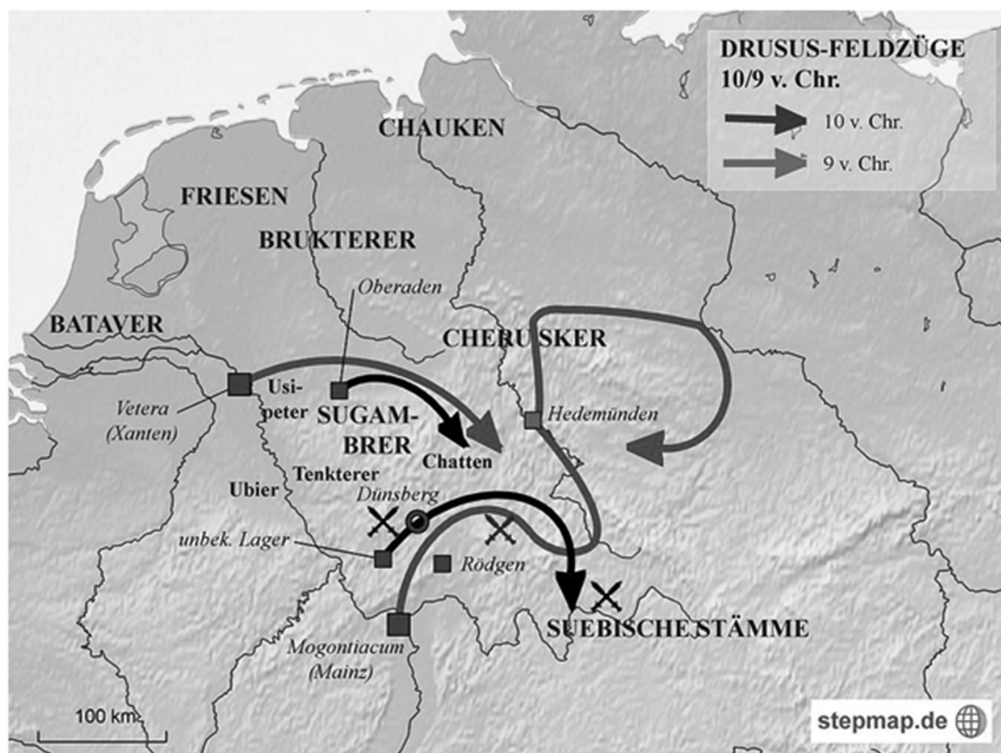 DRUSUS-FELDZÜGE
10/9 v. Chr.
10 v. Chr.
9 v. Chr.
CHAUKEN
FRIESEN
BRUKTERER
Oberaden
BATAVER
CHERUSKER
Usi-
peter
Vetera
(Xanten)
SUGAM-
BRER
Hedemünden
Chatten
Tenkterer
Ubier
Dünsberg
unbek. Lager
Rödgen
SUEBISCHE STÄMME
Mogontiacum
(Mainz)
100 km
stepmap.de